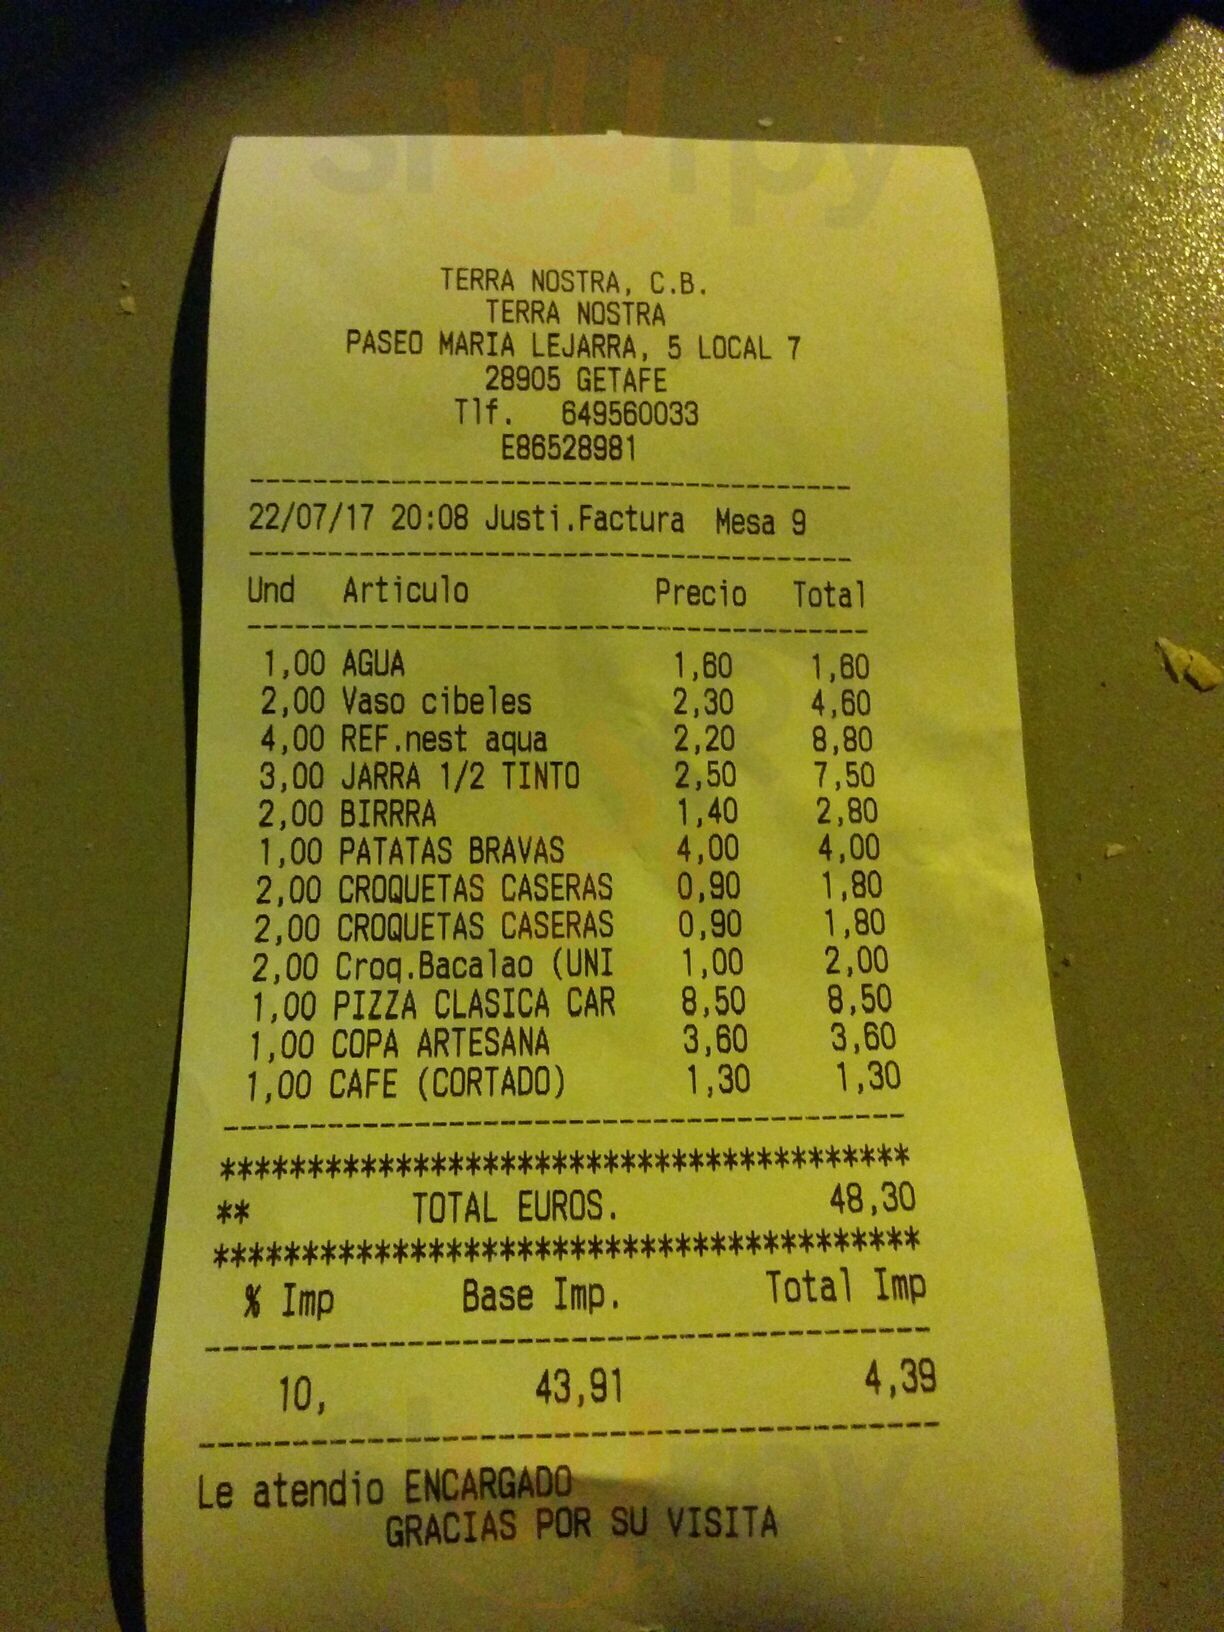 TERRA NOSTRA, C.B.
TERRA NOSTRA
PASEO MARIA LEJARRA, 5 LOCAL 7
28905 GETAFE
Tlf. 649560033
E86528981
22/07/17 20:08 Justi.Factura Mesa 9
Und Articulo Precio Total
1,00 AGUA 1,60 1,60
2,00 Vaso cibeles 2,30 4,60
4,00 REF.nest aqua 2,20 8,80
3,00 JARRA 1/2 TINTO 2,50 7,50
2,00 BIRRRA 1,40 2,80
1,00 PATATAS BRAVAS 4,00 4,00
2,00 CROQUETAS CASERAS 0,90 1,80
2,00 CROQUETAS CASERAS 0,90 1,80
2,00 Croq.Bacalao (UNI 1,00 2,00
1,00 PIZZA CLASICA CAR 8,50 8,50
1,00 COPA ARTESANA 3,60 3,60
1,00 CAFE (CORTADO) 1,30 1,30
****************************************
** TOTAL EUROS. 48,30
****************************************
% Imp Base Imp. Total Imp
10, 43,91 4,39
Le atendio ENCARGADO
GRACIAS POR SU VISITA